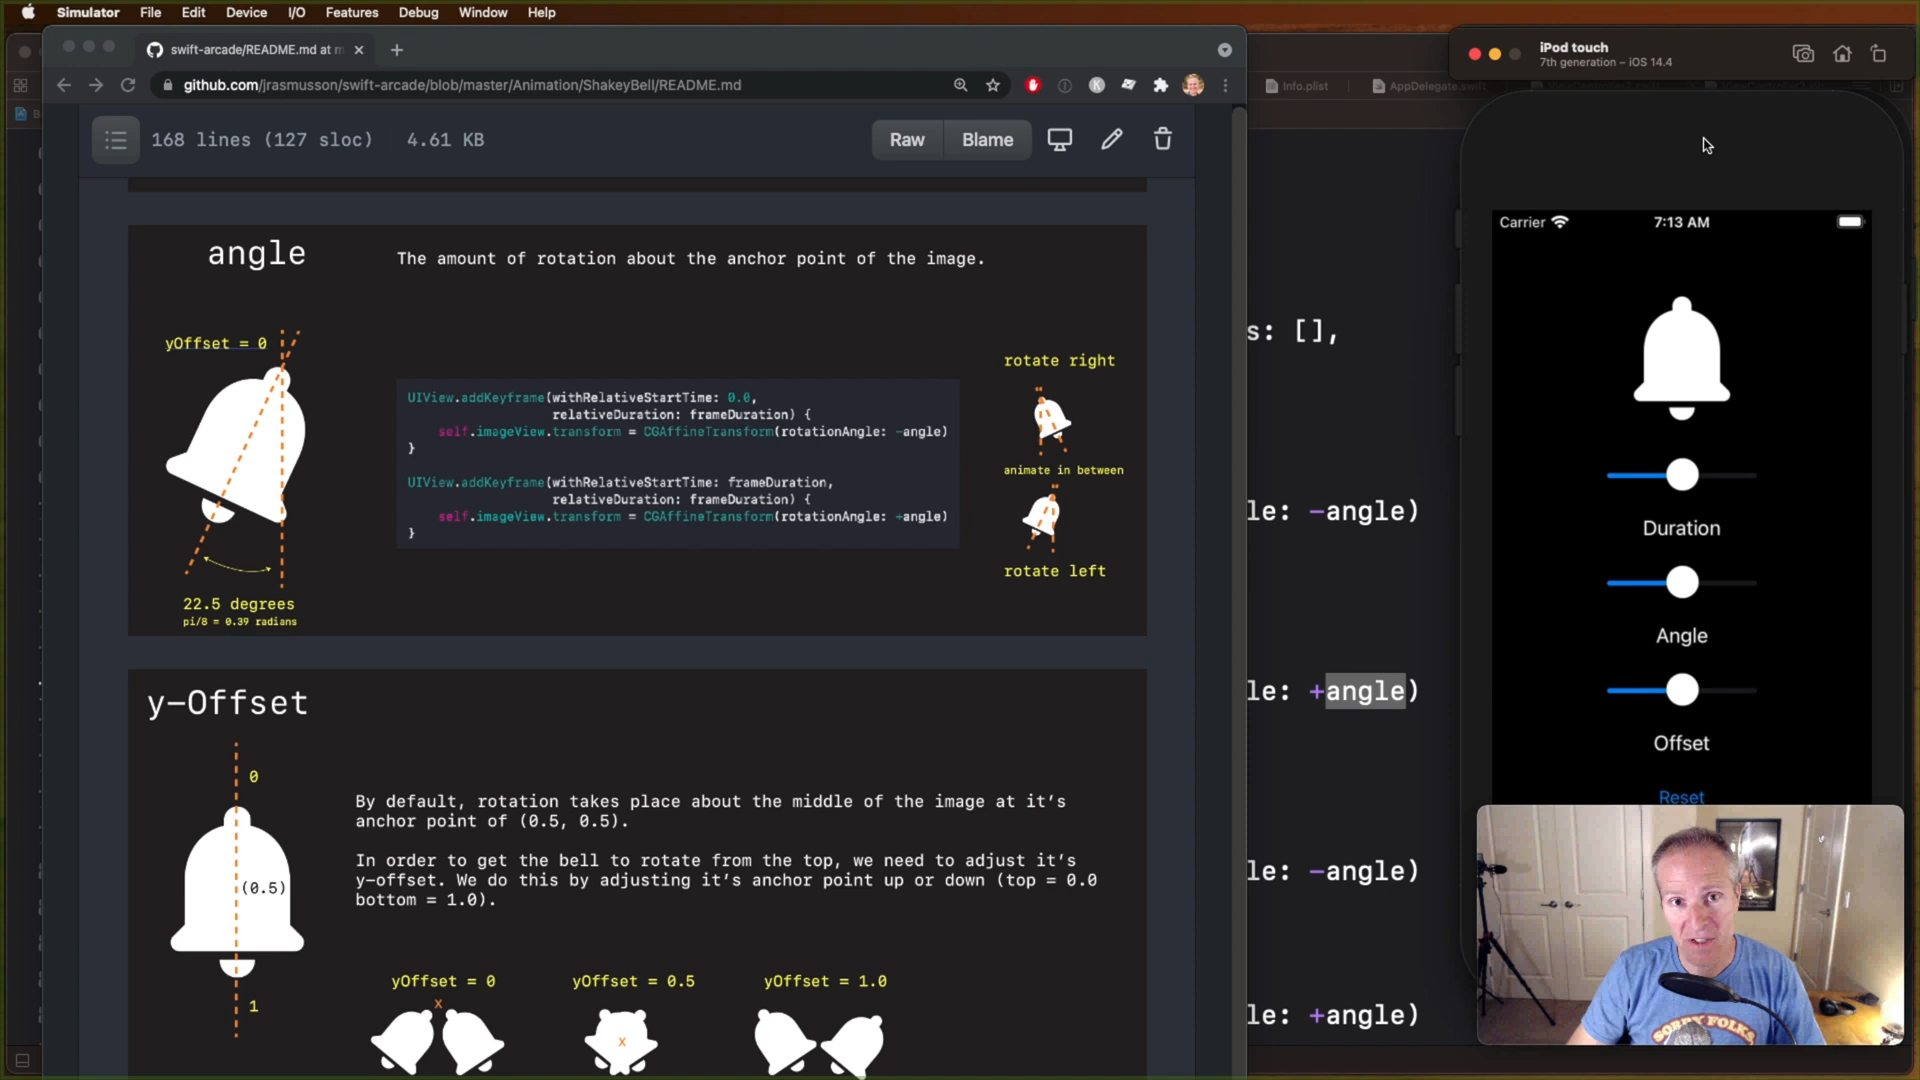 Simulator File Edit Device I/O Features Debug Window Help
swift-arcade/README.md at m
github.com/jrasmusson/swift-arcade/blob/master/Animation/ShakeyBell/README.md
168 lines (127 sloc) 4.61 KB
Raw Blame
angle
The amount of rotation about the anchor point of the image.
yOffset = 0
UIView.addKeyframe(withRelativeStartTime: 0.0,
relativeDuration: frameDuration) {
self.imageView.transform = CGAffineTransform(rotationAngle: -angle)
}
UIView.addKeyframe(withRelativeStartTime: frameDuration,
relativeDuration: frameDuration) {
self.imageView.transform = CGAffineTransform(rotationAngle: +angle)
}
rotate right
animate in between
rotate left
22.5 degrees
pi/8 = 0.39 radians
y-Offset
0
(0.5)
1
By default, rotation takes place about the middle of the image at it's
anchor point of (0.5, 0.5).
In order to get the bell to rotate from the top, we need to adjust it's
y-offset. We do this by adjusting it's anchor point up or down (top = 0.0
bottom = 1.0).
yOffset = 0
x
yOffset = 0.5
x
yOffset = 1.0
Info.plist
AppDelegate.swift
s: [],
le: -angle)
le: +angle)
le: -angle)
le: +angle)
iPod touch
7th generation – iOS 14.4
Carrier
7:13 AM
Duration
Angle
Offset
Reset
SORRY FOLKS